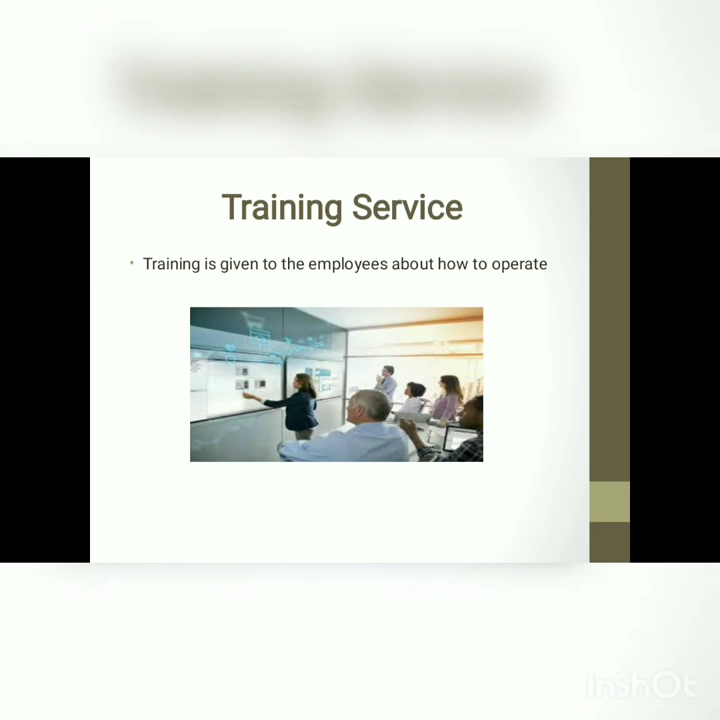 Training Service
• Training is given to the employees about how to operate
InShOt